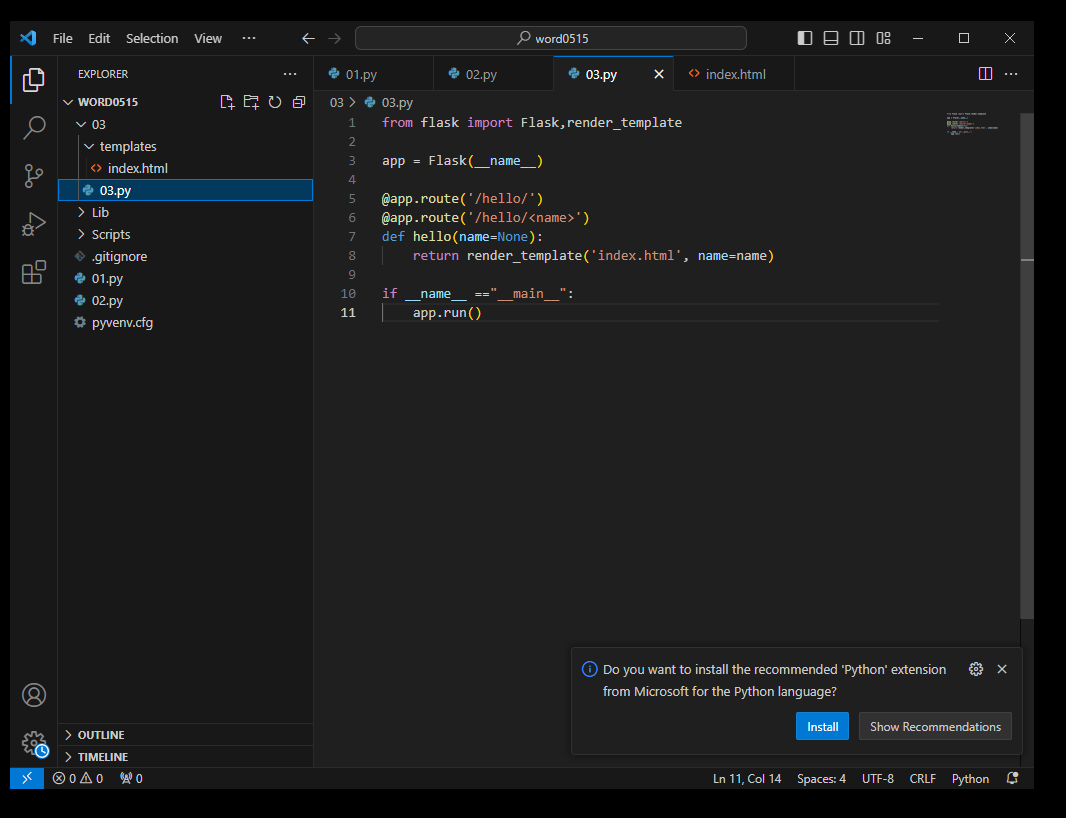 File Edit Selection View ··· word0515
EXPLORER ···
WORD0515
03
templates
index.html
03.py
Lib
Scripts
.gitignore
01.py
02.py
pyvenv.cfg
OUTLINE
TIMELINE
01.py 02.py 03.py index.html ···
03 > 03.py
1 from flask import Flask,render_template
2
3 app = Flask(__name__)
4
5 @app.route('/hello/')
6 @app.route('/hello/<name>')
7 def hello(name=None):
8     return render_template('index.html', name=name)
9
10 if __name__ =="__main__":
11     app.run()
Do you want to install the recommended 'Python' extension
from Microsoft for the Python language?
Install Show Recommendations
0 0 0 Ln 11, Col 14 Spaces: 4 UTF-8 CRLF Python